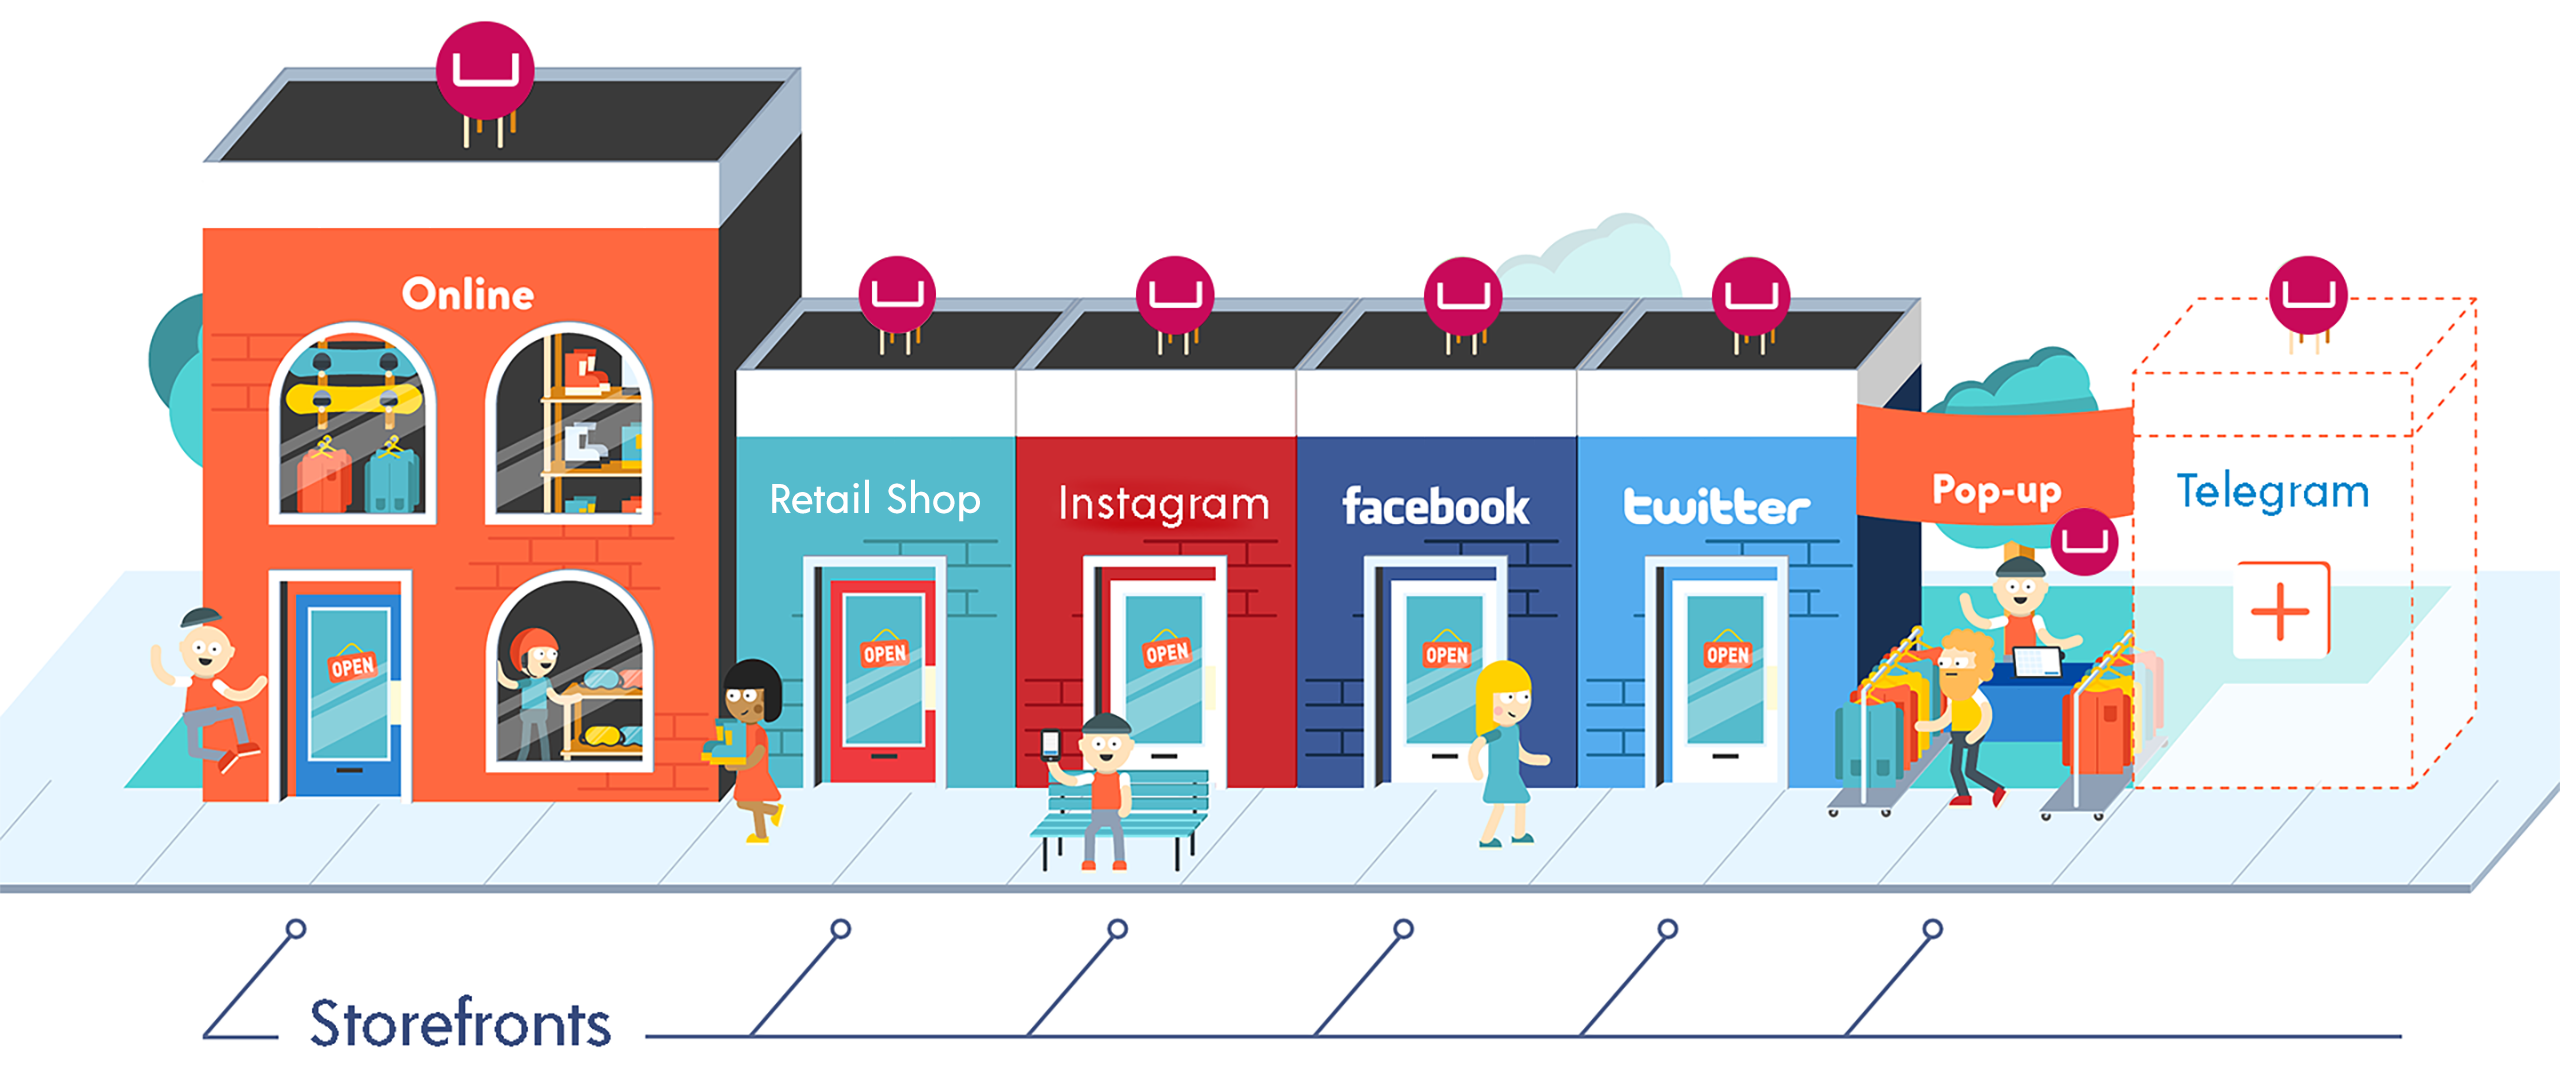 Online
Retail Shop
Instagram
facebook
twitter
Pop-up
Telegram
OPEN
OPEN
OPEN
OPEN
OPEN
Storefronts